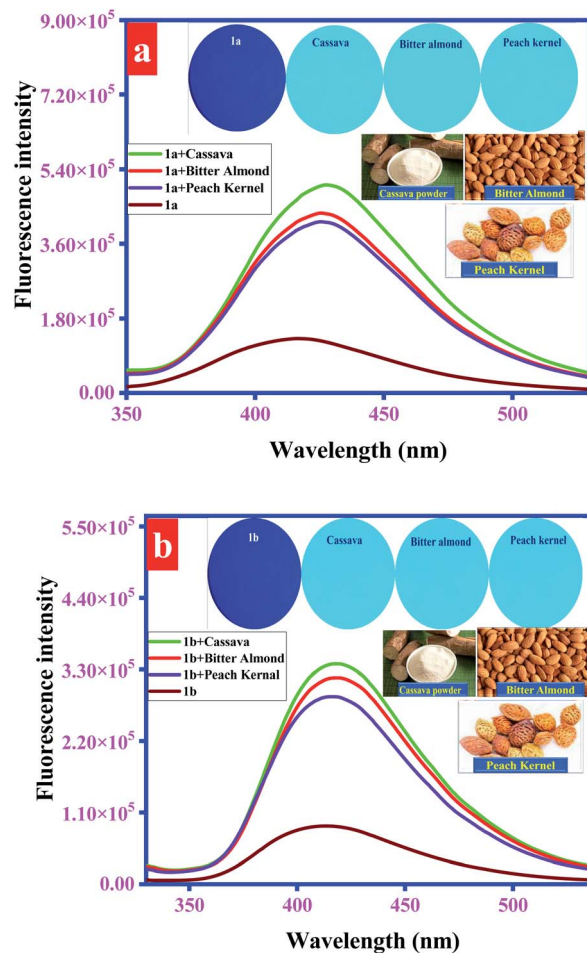 a
9.00×10⁵
7.20×10⁵
5.40×10⁵
3.60×10⁵
1.80×10⁵
0.00
Fluorescence intensity
1a
Cassava
Bitter almond
Peach kernel
1a+Cassava
1a+Bitter Almond
1a+Peach Kernel
1a
Cassava powder
Bitter Almond
Peach Kernel
350
400
450
500
Wavelength (nm)
b
5.50×10⁵
4.40×10⁵
3.30×10⁵
2.20×10⁵
1.10×10⁵
0.00
Fluorescence intensity
1b
Cassava
Bitter almond
Peach kernel
1b+Cassava
1b+Bitter Almond
1b+Peach Kernal
1b
Cassava powder
Bitter Almond
Peach Kernel
350
400
450
500
Wavelength (nm)